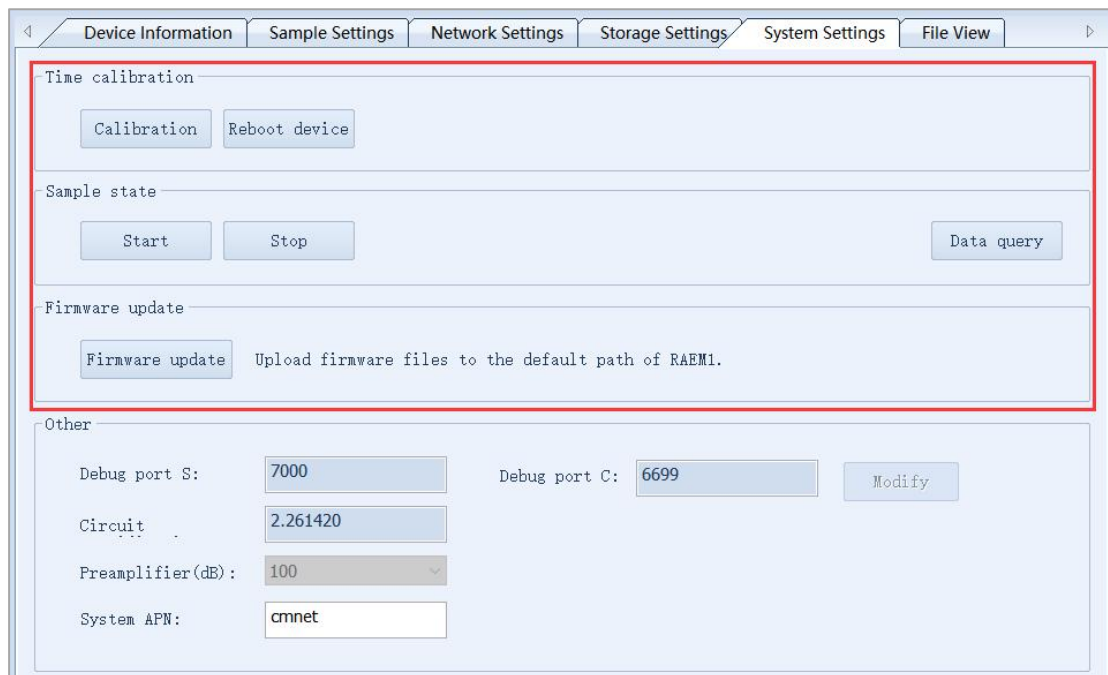 Device Information Sample Settings Network Settings Storage Settings System Settings File View
Time calibration
Calibration Reboot device
Sample state
Start Stop Data query
Firmware update
Firmware update Upload firmware files to the default path of RAEM1.
Other
Debug port S: 7000 Debug port C: 6699 Modify
Circuit 2.261420
Preamplifier(dB): 100
System APN: cmnet